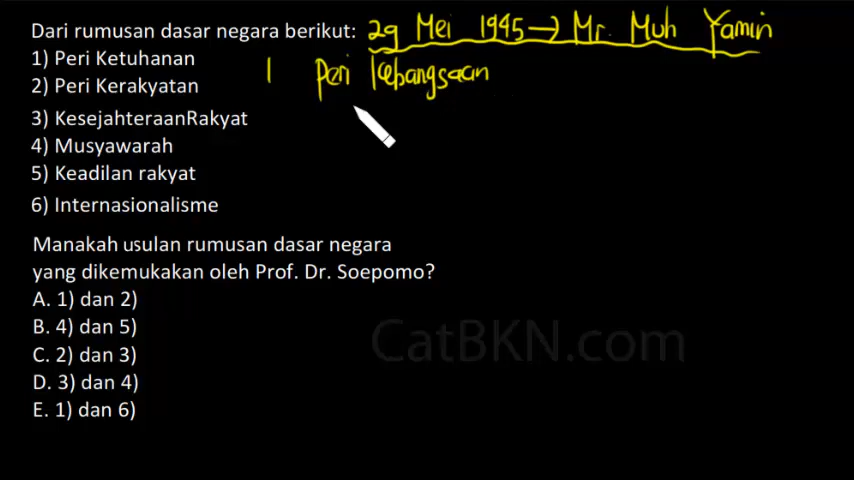 Dari rumusan dasar negara berikut: 29 Mei 1945 → Mr. Muh Yamin
1) Peri Ketuhanan
1 Peri Kebangsaan
2) Peri Kerakyatan
3) KesejahteraanRakyat
4) Musyawarah
5) Keadilan rakyat
6) Internasionalisme
Manakah usulan rumusan dasar negara
yang dikemukakan oleh Prof. Dr. Soepomo?
A. 1) dan 2)
B. 4) dan 5)
CatBKN.com
C. 2) dan 3)
D. 3) dan 4)
E. 1) dan 6)